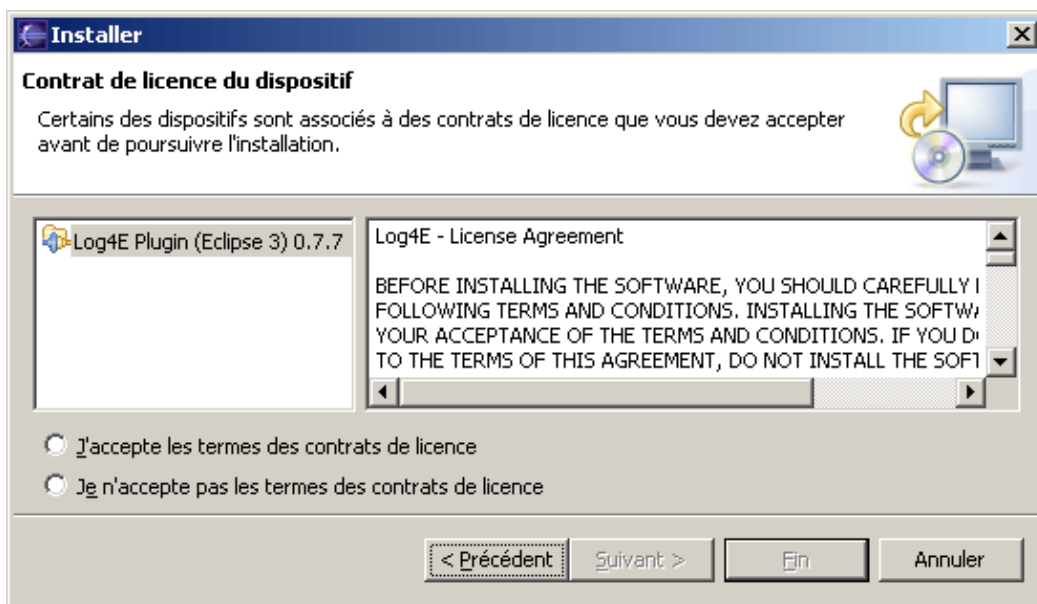 Installer
Contrat de licence du dispositif
Certains des dispositifs sont associés à des contrats de licence que vous devez accepter
avant de poursuivre l'installation.
Log4E Plugin (Eclipse 3) 0.7.7
Log4E - License Agreement
BEFORE INSTALLING THE SOFTWARE, YOU SHOULD CAREFULLY
FOLLOWING TERMS AND CONDITIONS. INSTALLING THE
YOUR ACCEPTANCE OF THE TERMS AND CONDITIONS. IF YOU
TO THE TERMS OF THIS AGREEMENT, DO NOT INSTALL THE
J'accepte les termes des contrats de licence
Je n'accepte pas les termes des contrats de licence
< Précédent
Suivant >
Fin
Annuler